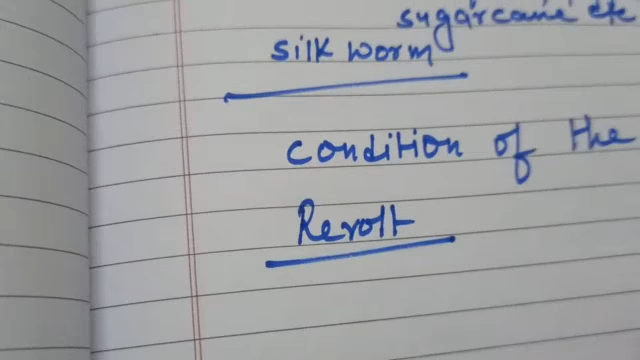 sugarcane etc
silk worm
condition of the
Revolt